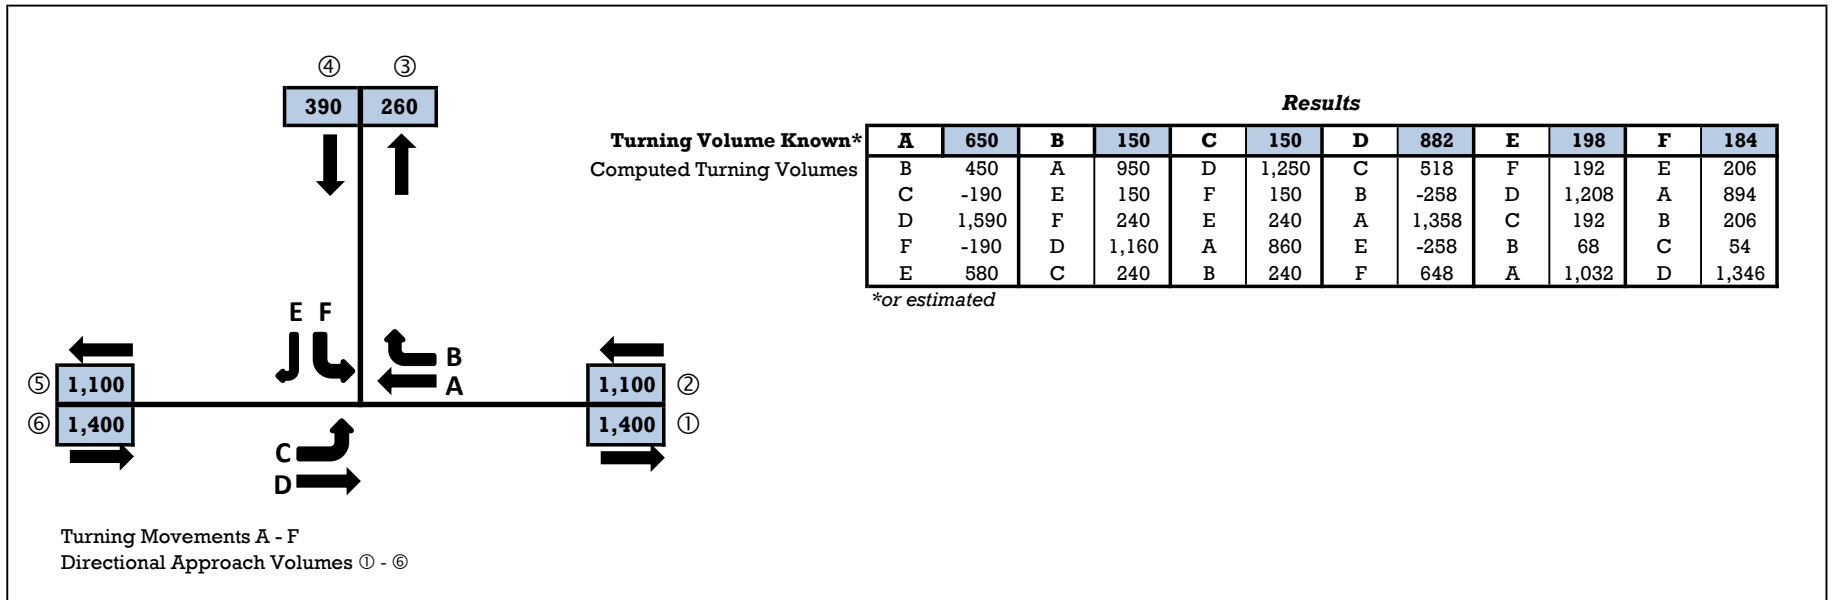 ④ ③
390 260
Results
Turning Volume Known* A 650 B 150 C 150 D 882 E 198 F 184
Computed Turning Volumes B 450 A 950 D 1,250 C 518 F 192 E 206
C -190 E 150 F 150 B -258 D 1,208 A 894
D 1,590 F 240 E 240 A 1,358 C 192 B 206
F -190 D 1,160 A 860 E -258 B 68 C 54
E 580 C 240 B 240 F 648 A 1,032 D 1,346
*or estimated
E F
B
A
⑤ 1,100 1,100 ②
⑥ 1,400 1,400 ①
C
D
Turning Movements A - F
Directional Approach Volumes ① - ⑥